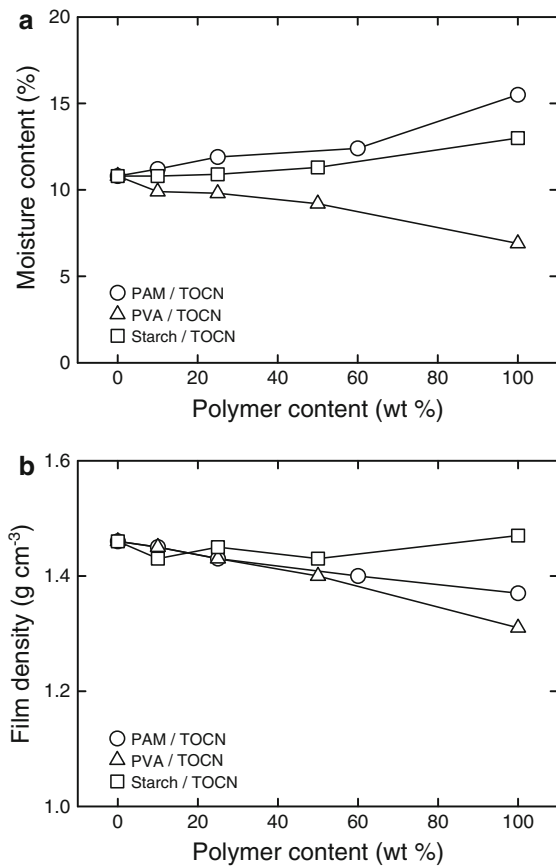 a
20
15
10
5
0
Moisture content (%)
PAM / TOCN
PVA / TOCN
Starch / TOCN
0 20 40 60 80 100
Polymer content (wt %)
b
1.6
1.4
1.2
1.0
Film density (g cm⁻³)
PAM / TOCN
PVA / TOCN
Starch / TOCN
0 20 40 60 80 100
Polymer content (wt %)